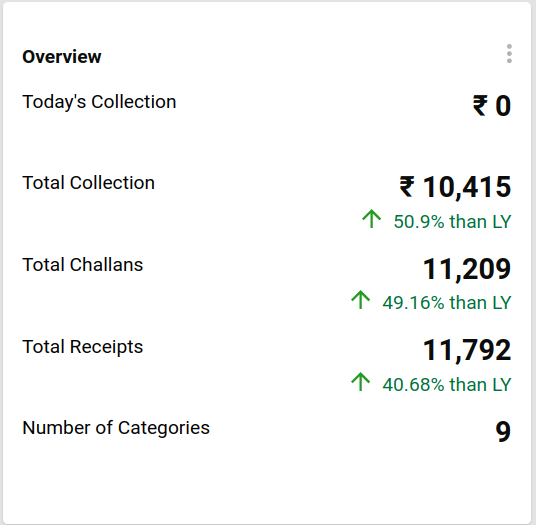 Overview
Today's Collection
₹ 0
Total Collection
₹ 10,415
50.9% than LY
Total Challans
11,209
49.16% than LY
Total Receipts
11,792
40.68% than LY
Number of Categories
9